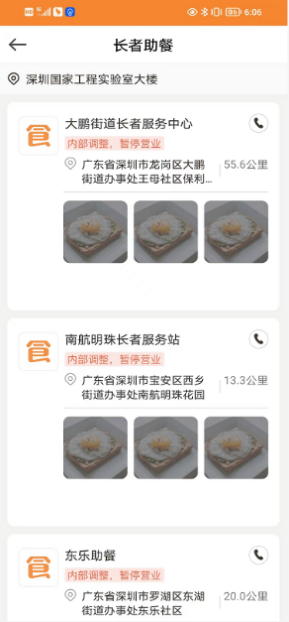 6:06
长者助餐
深圳国家工程实验室大楼
食
大鹏街道长者服务中心
内部调整，暂停营业
广东省深圳市龙岗区大鹏
55.6公里
街道办事处王母社区保利...
食
南航明珠长者服务站
内部调整，暂停营业
广东省深圳市宝安区西乡
13.3公里
街道办事处南航明珠花园
食
东乐助餐
内部调整，暂停营业
广东省深圳市罗湖区东湖
20.0公里
街道办事处东乐社区